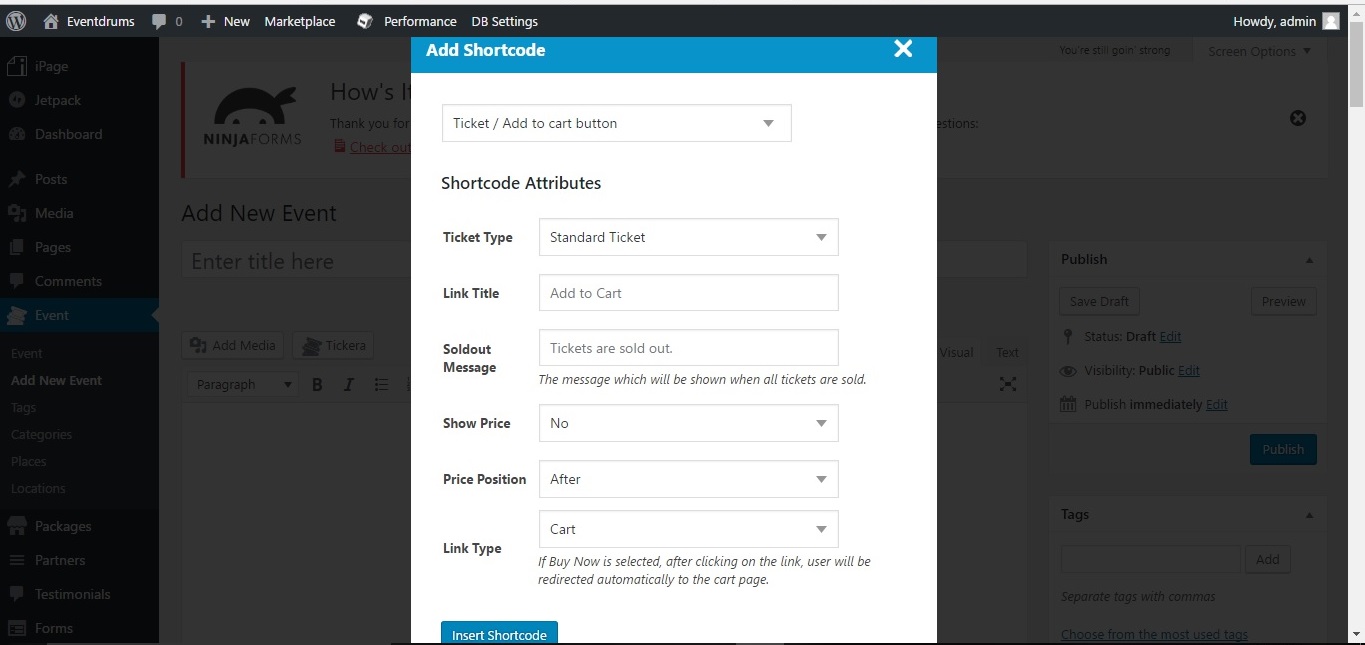 Eventdrums 0 New Marketplace Performance DB Settings Howdy, admin
Add Shortcode
You're still goin' strong Screen Options
iPage
Jetpack
Dashboard
Posts
Media
Pages
Comments
Event
Event
Add New Event
Tags
Categories
Places
Locations
Packages
Partners
Testimonials
Forms
NINJAFORMS
How's It
Thank you for
estions:
Check out
Add New Event
Enter title here
Add Media Tickera
Visual Text
Paragraph B I
Ticket / Add to cart button
Shortcode Attributes
Ticket Type Standard Ticket
Link Title Add to Cart
Soldout
Message
Tickets are sold out.
The message which will be shown when all tickets are sold.
Show Price No
Price Position After
Link Type Cart
If Buy Now is selected, after clicking on the link, user will be
redirected automatically to the cart page.
Insert Shortcode
Publish
Save Draft Preview
Status: Draft Edit
Visibility: Public Edit
Publish immediately Edit
Publish
Tags
Add
Separate tags with commas
Choose from the most used tags